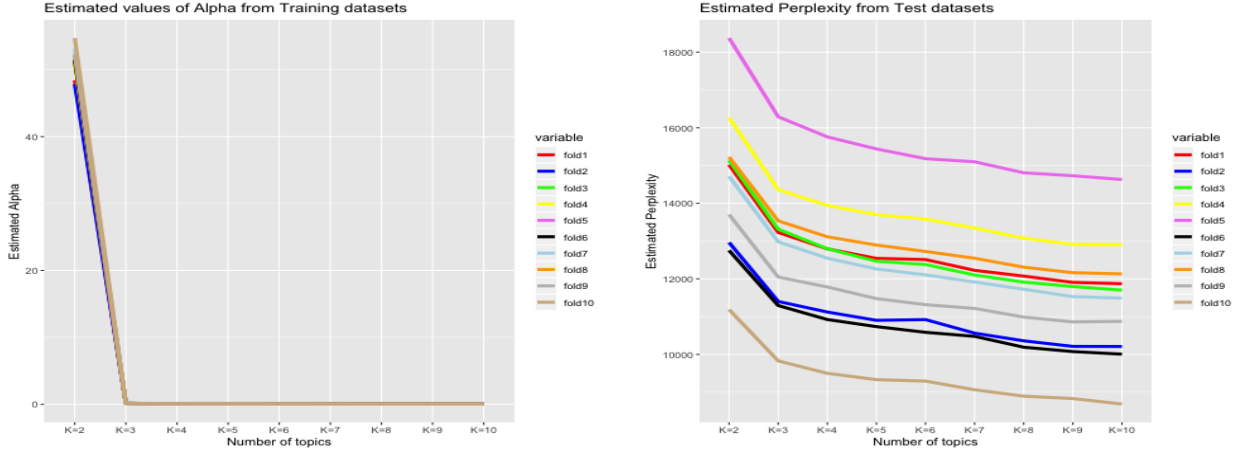 Estimated values of Alpha from Training datasets
Estimated Alpha
40
20
0
K=2 K=3 K=4 K=5 K=6 K=7 K=8 K=9 K=10
Number of topics
variable
fold1
fold2
fold3
fold4
fold5
fold6
fold7
fold8
fold9
fold10
Estimated Perplexity from Test datasets
Estimated Perplexity
18000
16000
14000
12000
10000
K=2 K=3 K=4 K=5 K=6 K=7 K=8 K=9 K=10
Number of topics
variable
fold1
fold2
fold3
fold4
fold5
fold6
fold7
fold8
fold9
fold10